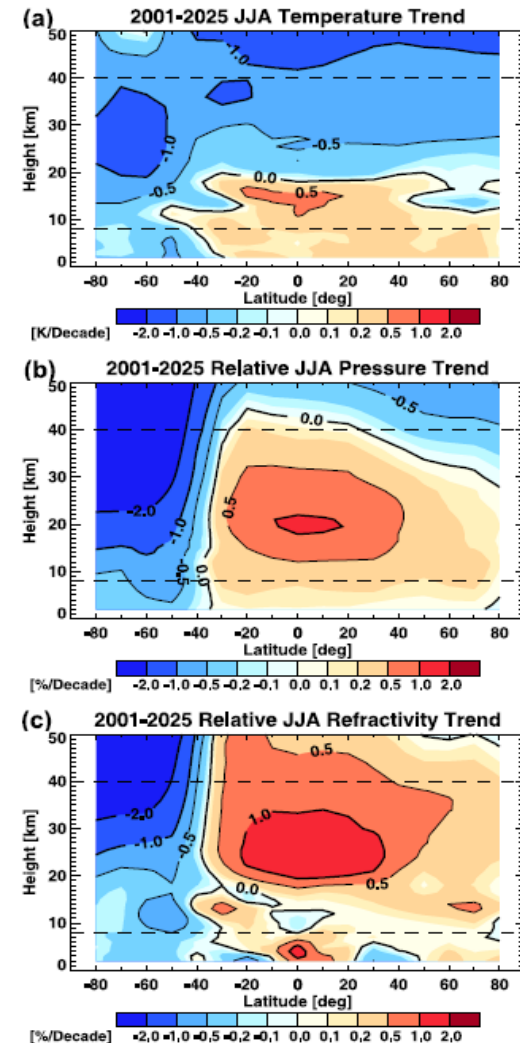 (a) 2001-2025 JJA Temperature Trend
50
40
30
20
10
0
Height [km]
-1.0
-1.0
-0.5
-0.5
0.0
0.5
-80 -60 -40 -20 0 20 40 60 80
Latitude [deg]
[K/Decade] -2.0 -1.0 -0.5 -0.2 -0.1 0.0 0.1 0.2 0.5 1.0 2.0
(b) 2001-2025 Relative JJA Pressure Trend
50
40
30
20
10
0
Height [km]
-0.5
0.0
0.5
1.0
-2.0
-1.0
-0.5
0.0
-80 -60 -40 -20 0 20 40 60 80
Latitude [deg]
[%/Decade] -2.0 -1.0 -0.5 -0.2 -0.1 0.0 0.1 0.2 0.5 1.0 2.0
(c) 2001-2025 Relative JJA Refractivity Trend
50
40
30
20
10
0
Height [km]
0.5
-2.0
1.0
-1.0
-0.5
0.0
0.5
-80 -60 -40 -20 0 20 40 60 80
Latitude [deg]
[%/Decade] -2.0 -1.0 -0.5 -0.2 -0.1 0.0 0.1 0.2 0.5 1.0 2.0